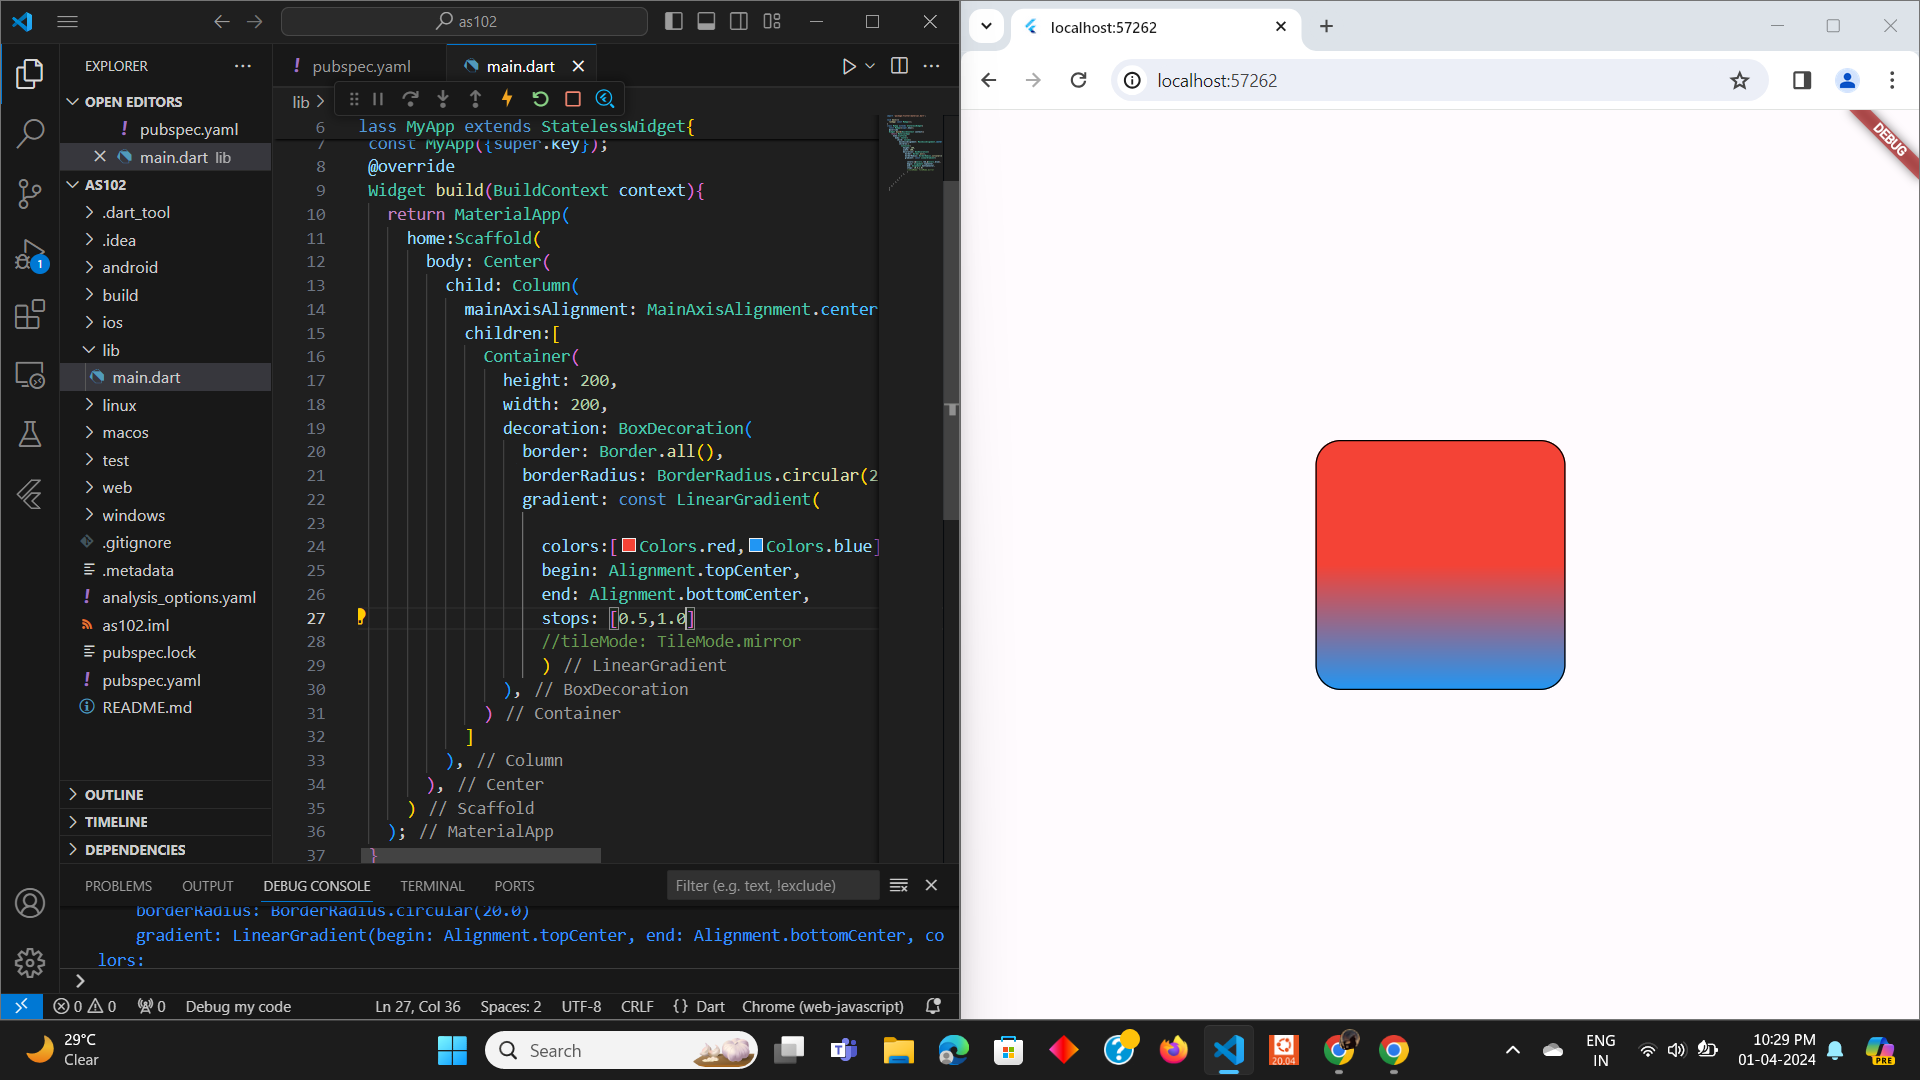 as102
EXPLORER
OPEN EDITORS
! pubspec.yaml
main.dart lib
AS102
.dart_tool
.idea
android
build
ios
lib
main.dart
linux
macos
test
web
windows
.gitignore
.metadata
! analysis_options.yaml
as102.iml
pubspec.lock
! pubspec.yaml
README.md
OUTLINE
TIMELINE
DEPENDENCIES
! pubspec.yaml
main.dart
lib
6 lass MyApp extends StatelessWidget{
7 const MyApp({super.key});
8 @override
9 Widget build(BuildContext context){
10 return MaterialApp(
11 home:Scaffold(
12 body: Center(
13 child: Column(
14 mainAxisAlignment: MainAxisAlignment.center
15 children:[
16 Container(
17 height: 200,
18 width: 200,
19 decoration: BoxDecoration(
20 border: Border.all(),
21 borderRadius: BorderRadius.circular(2
22 gradient: const LinearGradient(
23
24 colors:[Colors.red,Colors.blue]
25 begin: Alignment.topCenter,
26 end: Alignment.bottomCenter,
27 stops: [0.5,1.0]
28 //tileMode: TileMode.mirror
29 ) // LinearGradient
30 ), // BoxDecoration
31 ) // Container
32 ]
33 ), // Column
34 ), // Center
35 ) // Scaffold
36 ); // MaterialApp
37 }
PROBLEMS OUTPUT DEBUG CONSOLE TERMINAL PORTS
Filter (e.g. text, !exclude)
borderRadius: BorderRadius.circular(20.0)
gradient: LinearGradient(begin: Alignment.topCenter, end: Alignment.bottomCenter, co
lors:
1
0 0 0 Debug my code Ln 27, Col 36 Spaces: 2 UTF-8 CRLF {} Dart Chrome (web-javascript)
localhost:57262
localhost:57262
DEBUG
29°C
Clear
Search
20.04
ENG
IN
10:29 PM
01-04-2024
PRE